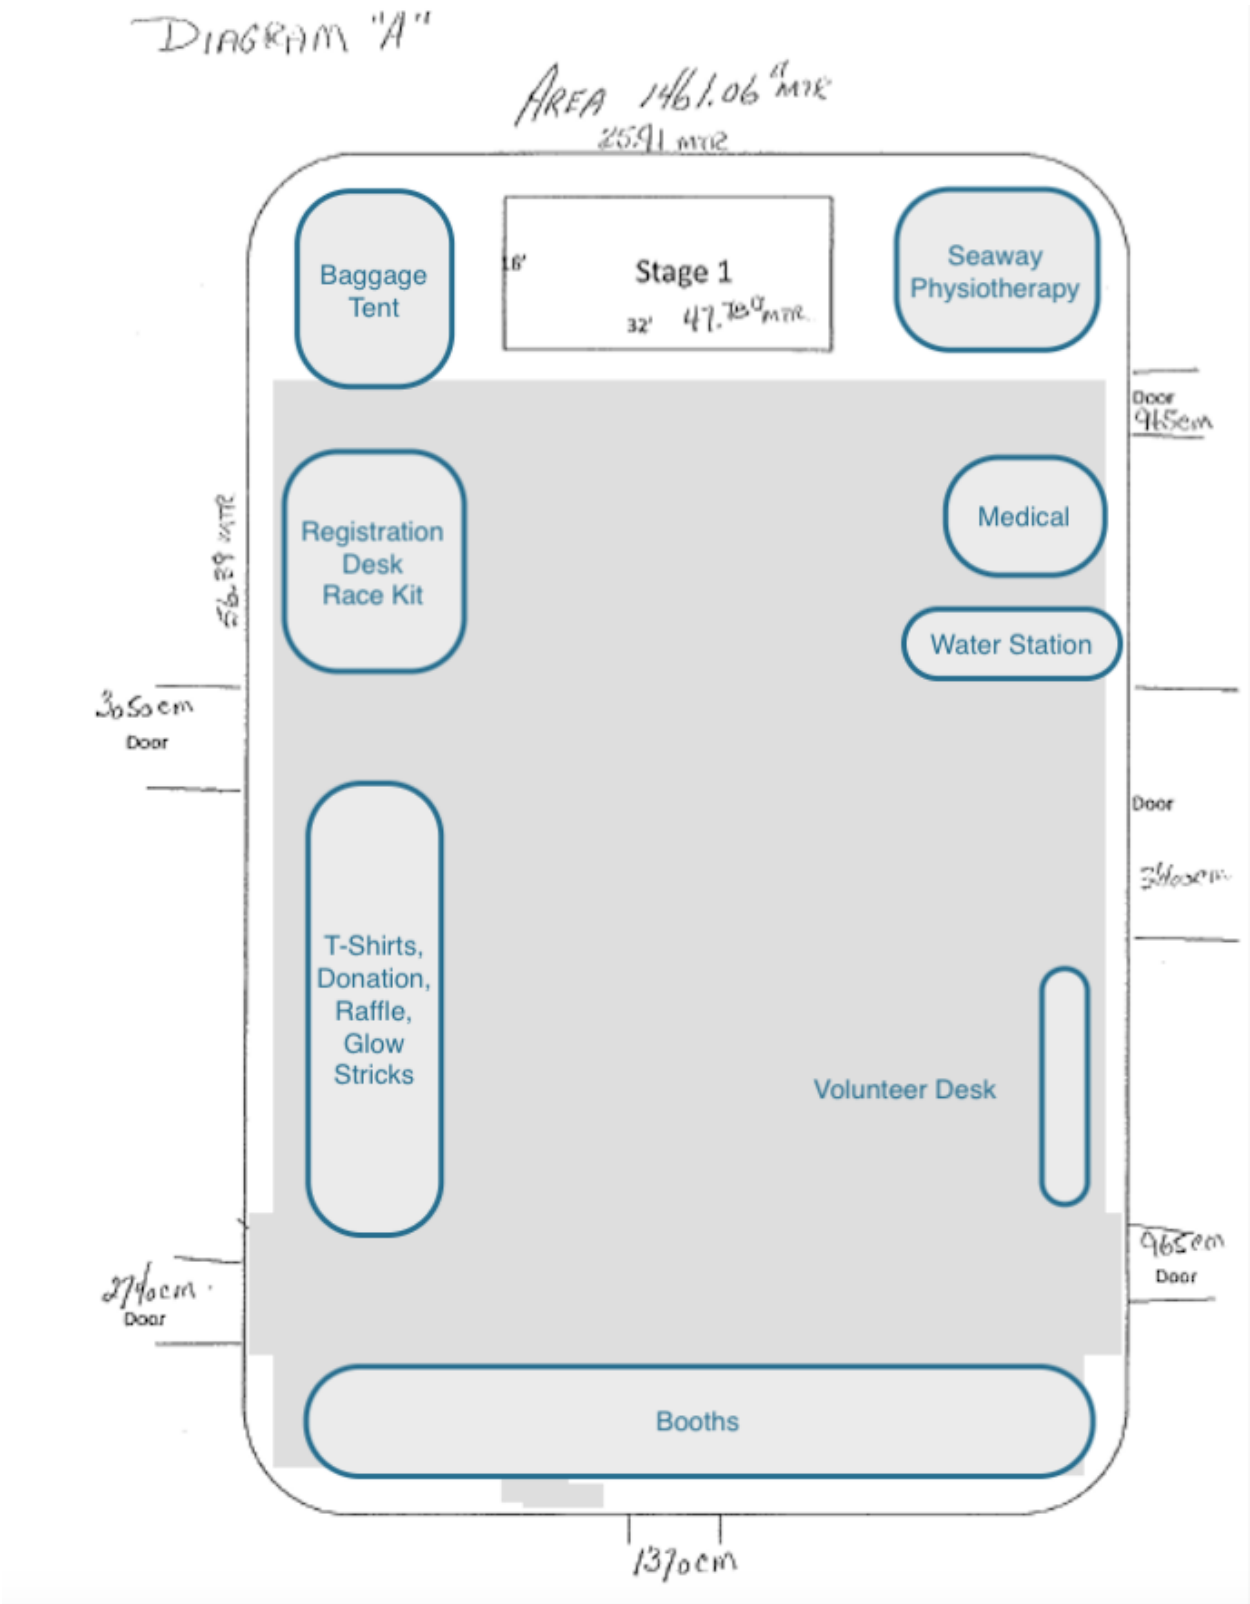 DIAGRAM "A"
AREA 1461.06 "MTR
25.91 MTR
Baggage
Tent
16'
Stage 1
32' 47.
MTR.
Seaway
Physiotherapy
Door
965cm
56.39 MTR
Registration
Desk
Race Kit
Medical
Water Station
3050cm
Door
Door
T-Shirts,
Donation,
Raffle,
Glow
Stricks
Volunteer Desk
965cm
Door
2740cm.
Door
Booths
1370cm